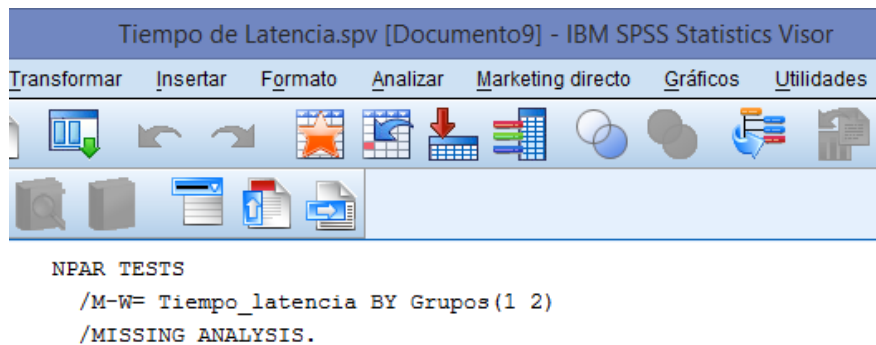 Tiempo de Latencia.spv [Documento9] - IBM SPSS Statistics Visor
Transformar Insertar Formato Analizar Marketing directo Gráficos Utilidades
NPAR TESTS
/M-W= Tiempo_latencia BY Grupos(1 2)
/MISSING ANALYSIS.